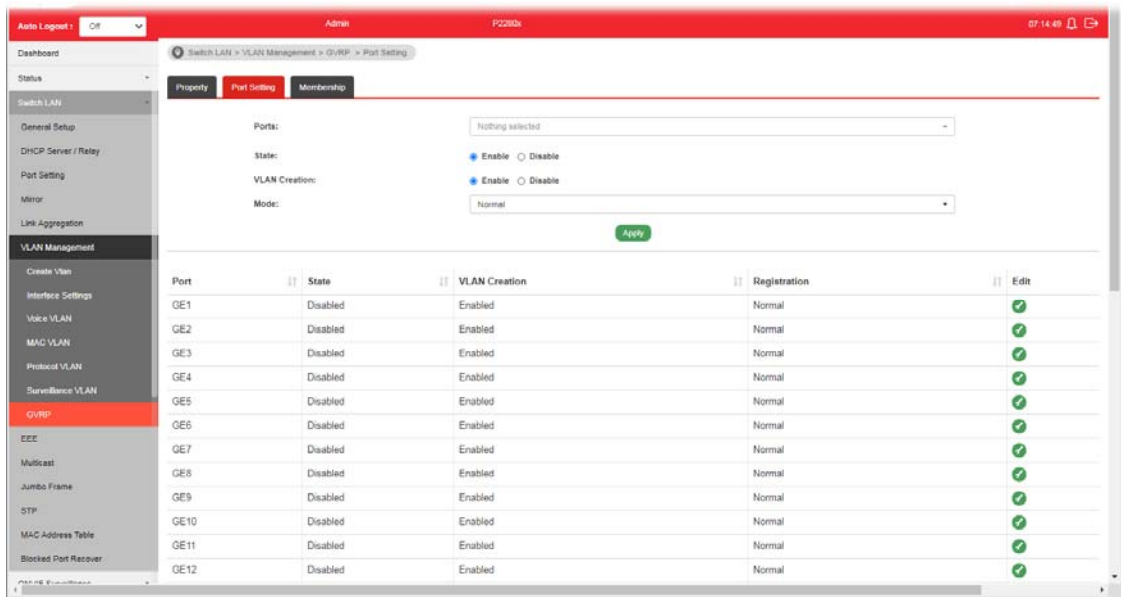 Auto Logout : Off Admin P2280x 07:14:49
Dashboard
Status
Switch LAN
General Setup
DHCP Server / Relay
Port Setting
Mirror
Link Aggregation
VLAN Management
Create Vlan
Interface Settings
Voice VLAN
MAC VLAN
Protocol VLAN
Surveillance VLAN
GVRP
EEE
Multicast
Jumbo Frame
STP
MAC Address Table
Blocked Port Recover
Switch LAN > VLAN Management > GVRP > Port Setting
Property Port Setting Membership
Ports: Nothing selected
State: Enable Disable
VLAN Creation: Enable Disable
Mode: Normal
Apply
Port State VLAN Creation Registration Edit
GE1 Disabled Enabled Normal
GE2 Disabled Enabled Normal
GE3 Disabled Enabled Normal
GE4 Disabled Enabled Normal
GE5 Disabled Enabled Normal
GE6 Disabled Enabled Normal
GE7 Disabled Enabled Normal
GE8 Disabled Enabled Normal
GE9 Disabled Enabled Normal
GE10 Disabled Enabled Normal
GE11 Disabled Enabled Normal
GE12 Disabled Enabled Normal